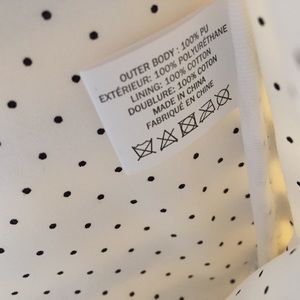 OUTER BODY : 100% PU
EXTÉRIEUR: 100% POLYURÉTHANE
LINING: 100% COTTON
DOUBLURE: 100% COTON
MADE IN CHINA
FABRIQUÉ EN CHINE